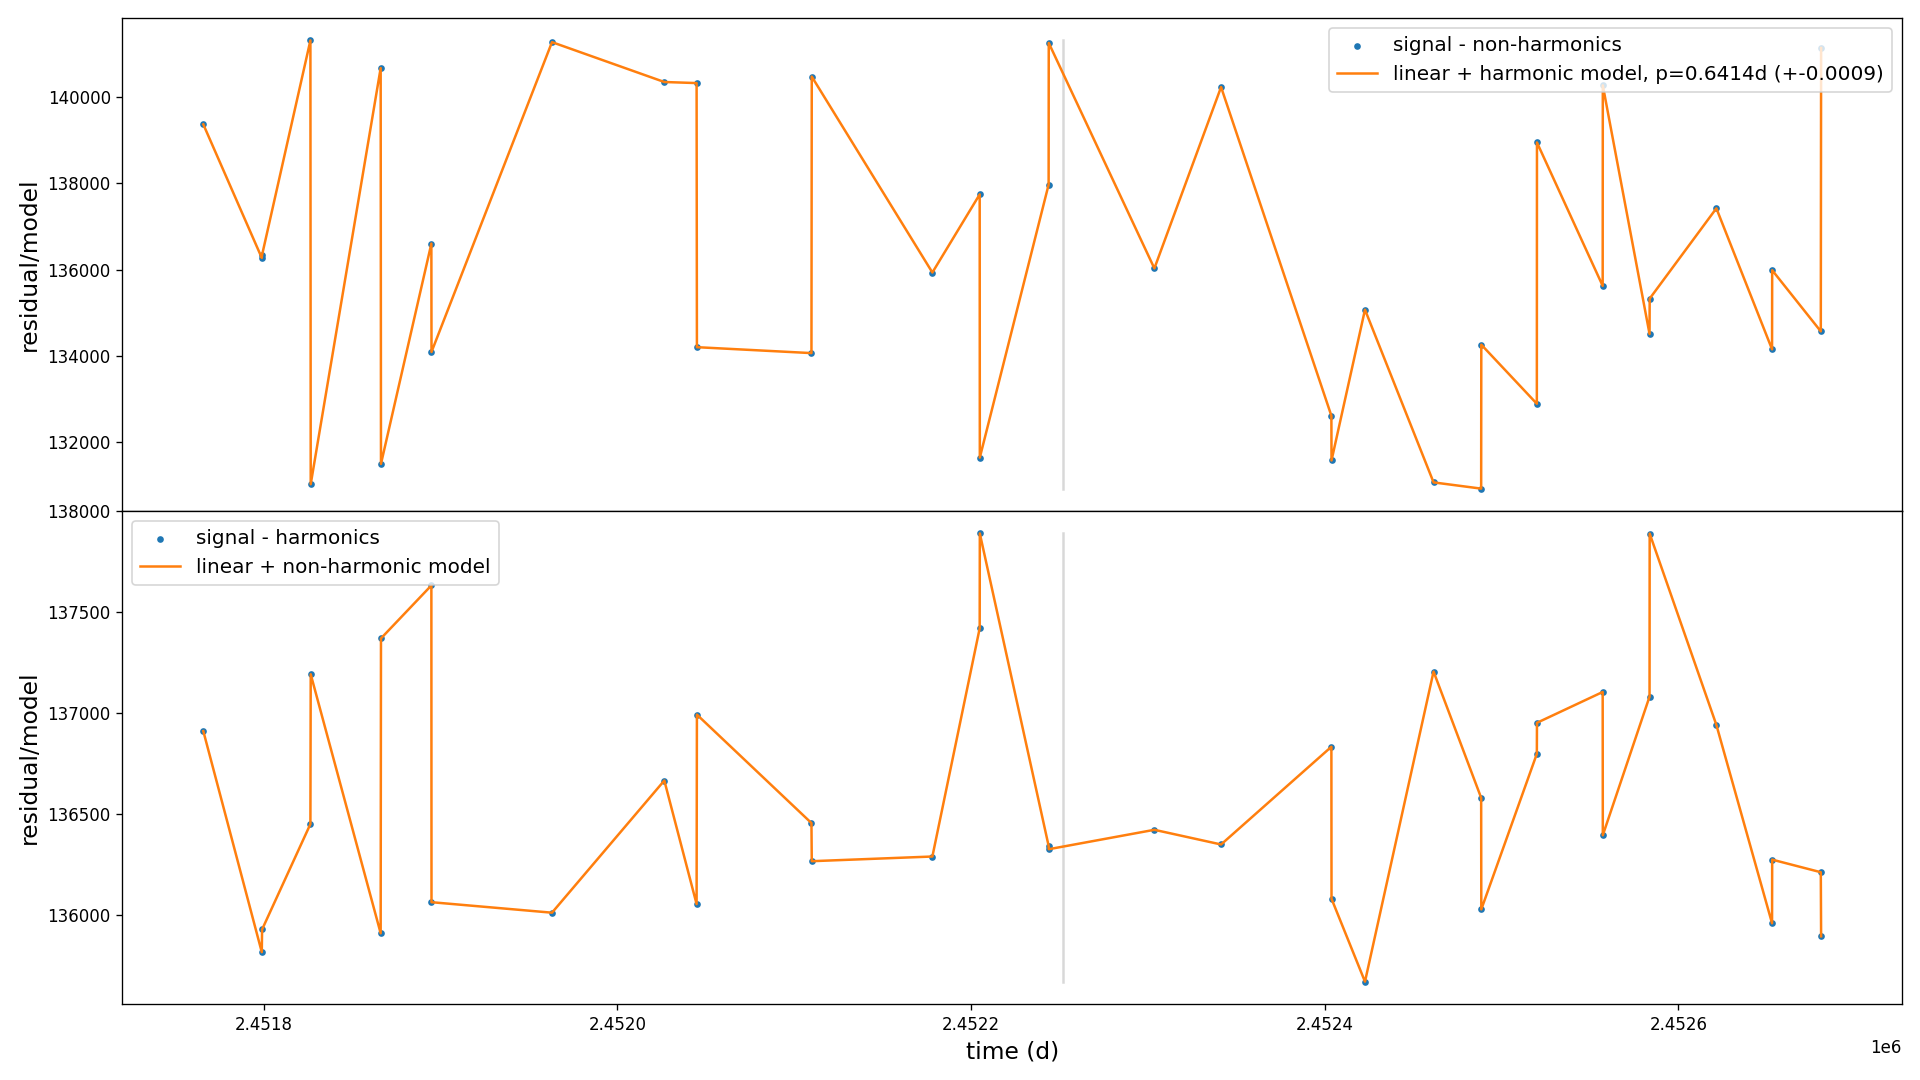 residual/model
140000
138000
136000
134000
132000
138000
signal - non-harmonics
linear + harmonic model, p=0.6414d (+-0.0009)
residual/model
137500
137000
136500
136000
signal - harmonics
linear + non-harmonic model
2.4518
2.4520
2.4522
2.4524
2.4526
time (d)
1e6